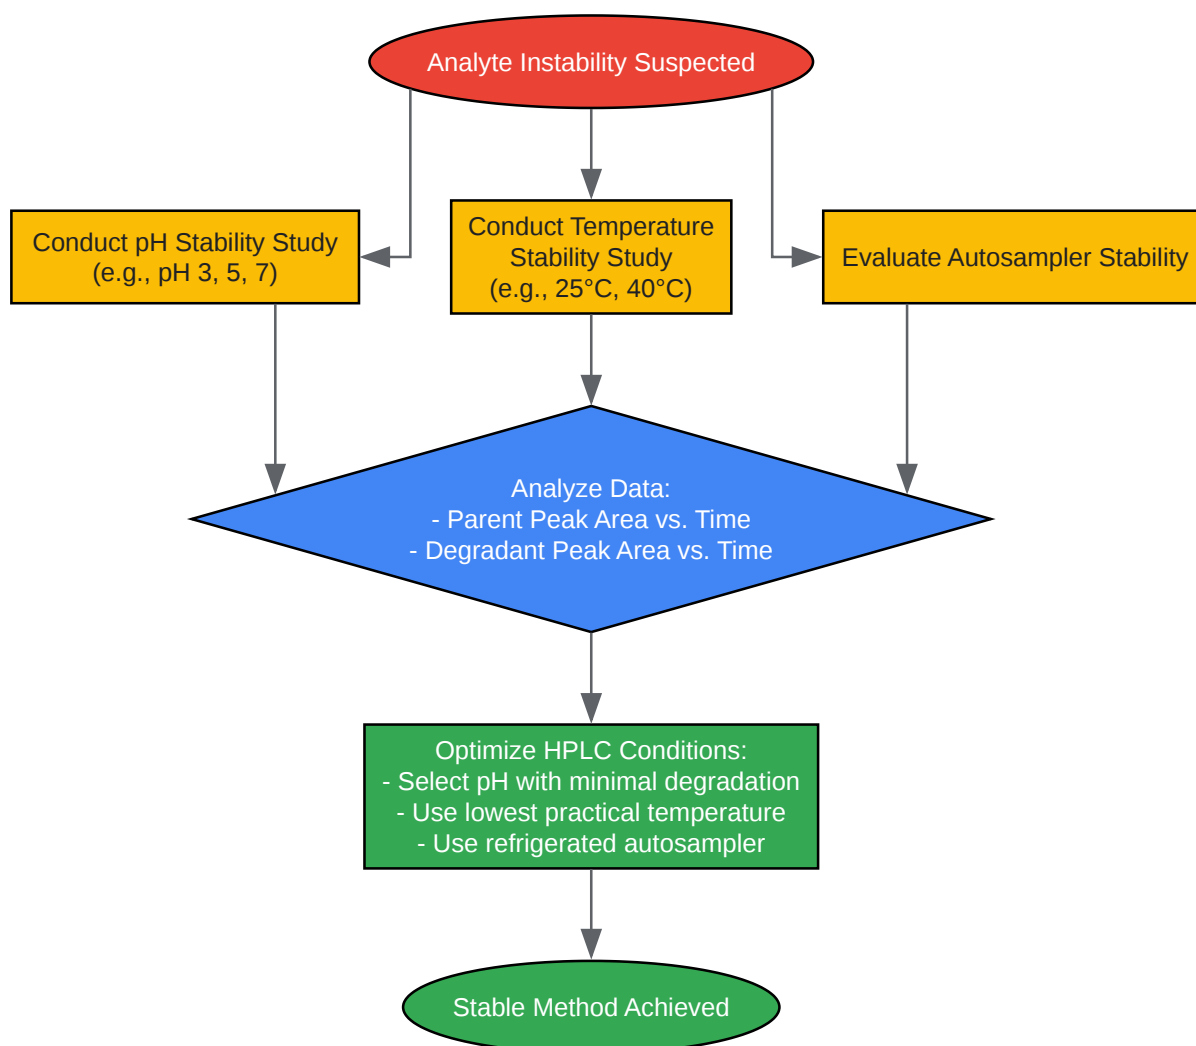 Analyte Instability Suspected
Conduct pH Stability Study
(e.g., pH 3, 5, 7)
Conduct Temperature
Stability Study
(e.g., 25°C, 40°C)
Evaluate Autosampler Stability
Analyze Data:
- Parent Peak Area vs. Time
- Degradant Peak Area vs. Time
Optimize HPLC Conditions:
- Select pH with minimal degradation
- Use lowest practical temperature
- Use refrigerated autosampler
Stable Method Achieved